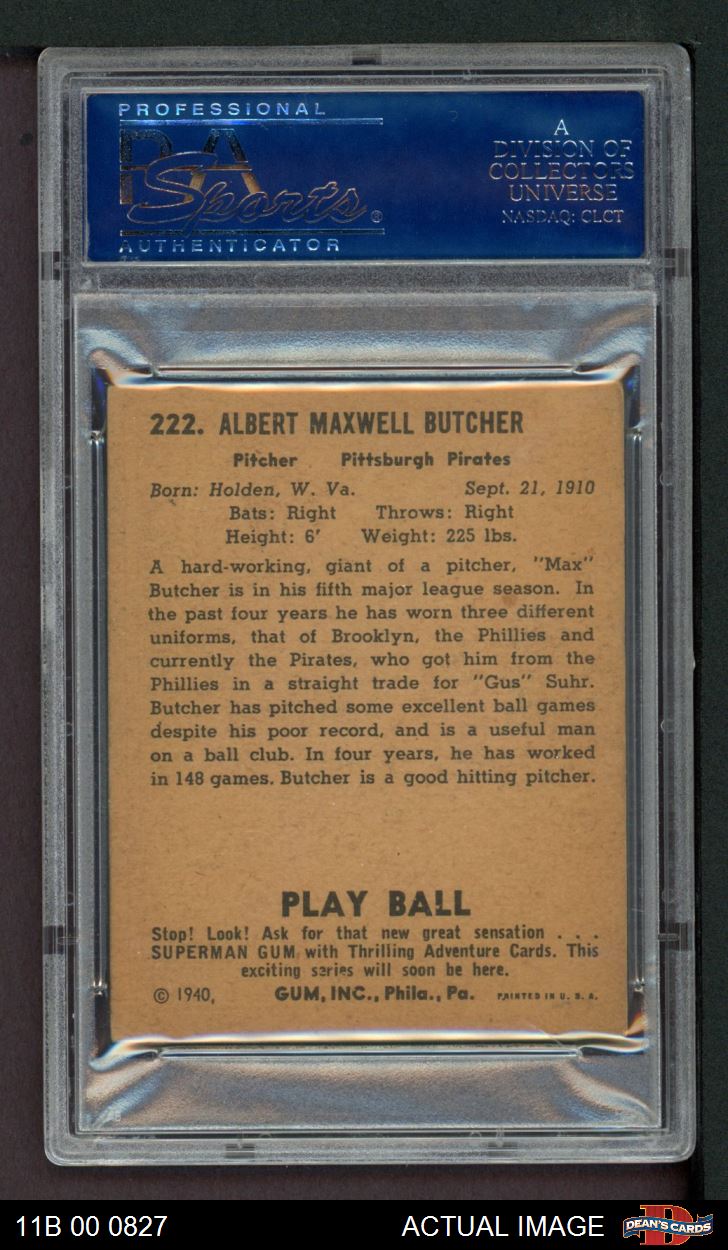 PROFESSIONAL
PSA
Sports®
AUTHENTICATOR
A
DIVISION OF
COLLECTORS
UNIVERSE
NASDAQ: CLCT
222. ALBERT MAXWELL BUTCHER
Pitcher Pittsburgh Pirates
Born: Holden, W. Va. Sept. 21, 1910
Bats: Right Throws: Right
Height: 6' Weight: 225 lbs.
A hard-working, giant of a pitcher, "Max"
Butcher is in his fifth major league season. In
the past four years he has worn three different
uniforms, that of Brooklyn, the Phillies and
currently the Pirates, who got him from the
Phillies in a straight trade for "Gus" Suhr.
Butcher has pitched some excellent ball games
despite his poor record, and is a useful man
on a ball club. In four years, he has worked
in 148 games. Butcher is a good hitting pitcher.
PLAY BALL
Stop! Look! Ask for that new great sensation . . .
SUPERMAN GUM with Thrilling Adventure Cards. This
exciting series will soon be here.
© 1940, GUM, INC., Phila., Pa. PRINTED IN U. S. A.
11B 00 0827 ACTUAL IMAGE D DEAN'S CARDS